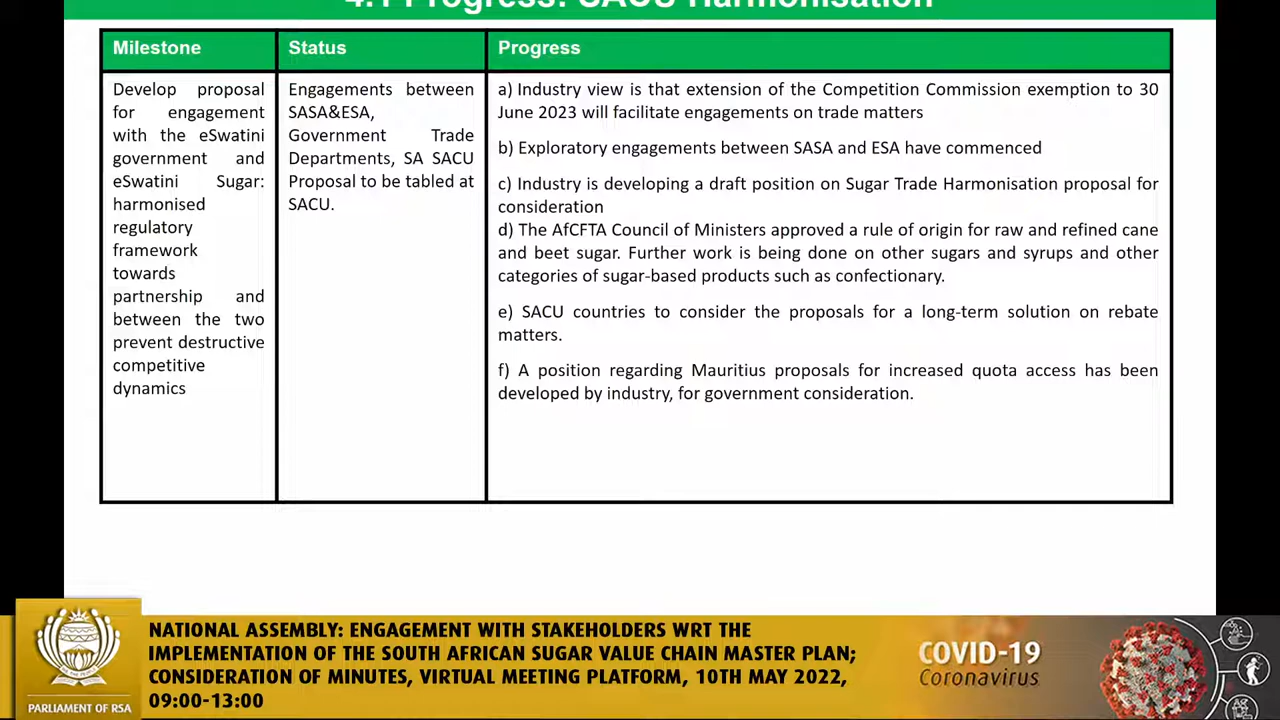 4.1 Progress: SACU Harmonisation
Milestone
Status
Progress
Develop proposal
for engagement
with the eSwatini
government and
eSwatini Sugar:
harmonised
regulatory
framework
towards
partnership and
between the two
prevent destructive
competitive
dynamics
Engagements between
SASA&ESA,
Government Trade
Departments, SA SACU
Proposal to be tabled at
SACU.
a) Industry view is that extension of the Competition Commission exemption to 30
June 2023 will facilitate engagements on trade matters
b) Exploratory engagements between SASA and ESA have commenced
c) Industry is developing a draft position on Sugar Trade Harmonisation proposal for
consideration
d) The AfCFTA Council of Ministers approved a rule of origin for raw and refined cane
and beet sugar. Further work is being done on other sugars and syrups and other
categories of sugar-based products such as confectionary.
e) SACU countries to consider the proposals for a long-term solution on rebate
matters.
f) A position regarding Mauritius proposals for increased quota access has been
developed by industry, for government consideration.
PARLIAMENT OF RSA
NATIONAL ASSEMBLY: ENGAGEMENT WITH STAKEHOLDERS WRT THE
IMPLEMENTATION OF THE SOUTH AFRICAN SUGAR VALUE CHAIN MASTER PLAN;
CONSIDERATION OF MINUTES, VIRTUAL MEETING PLATFORM, 10TH MAY 2022,
09:00-13:00
COVID-19
Coronavirus